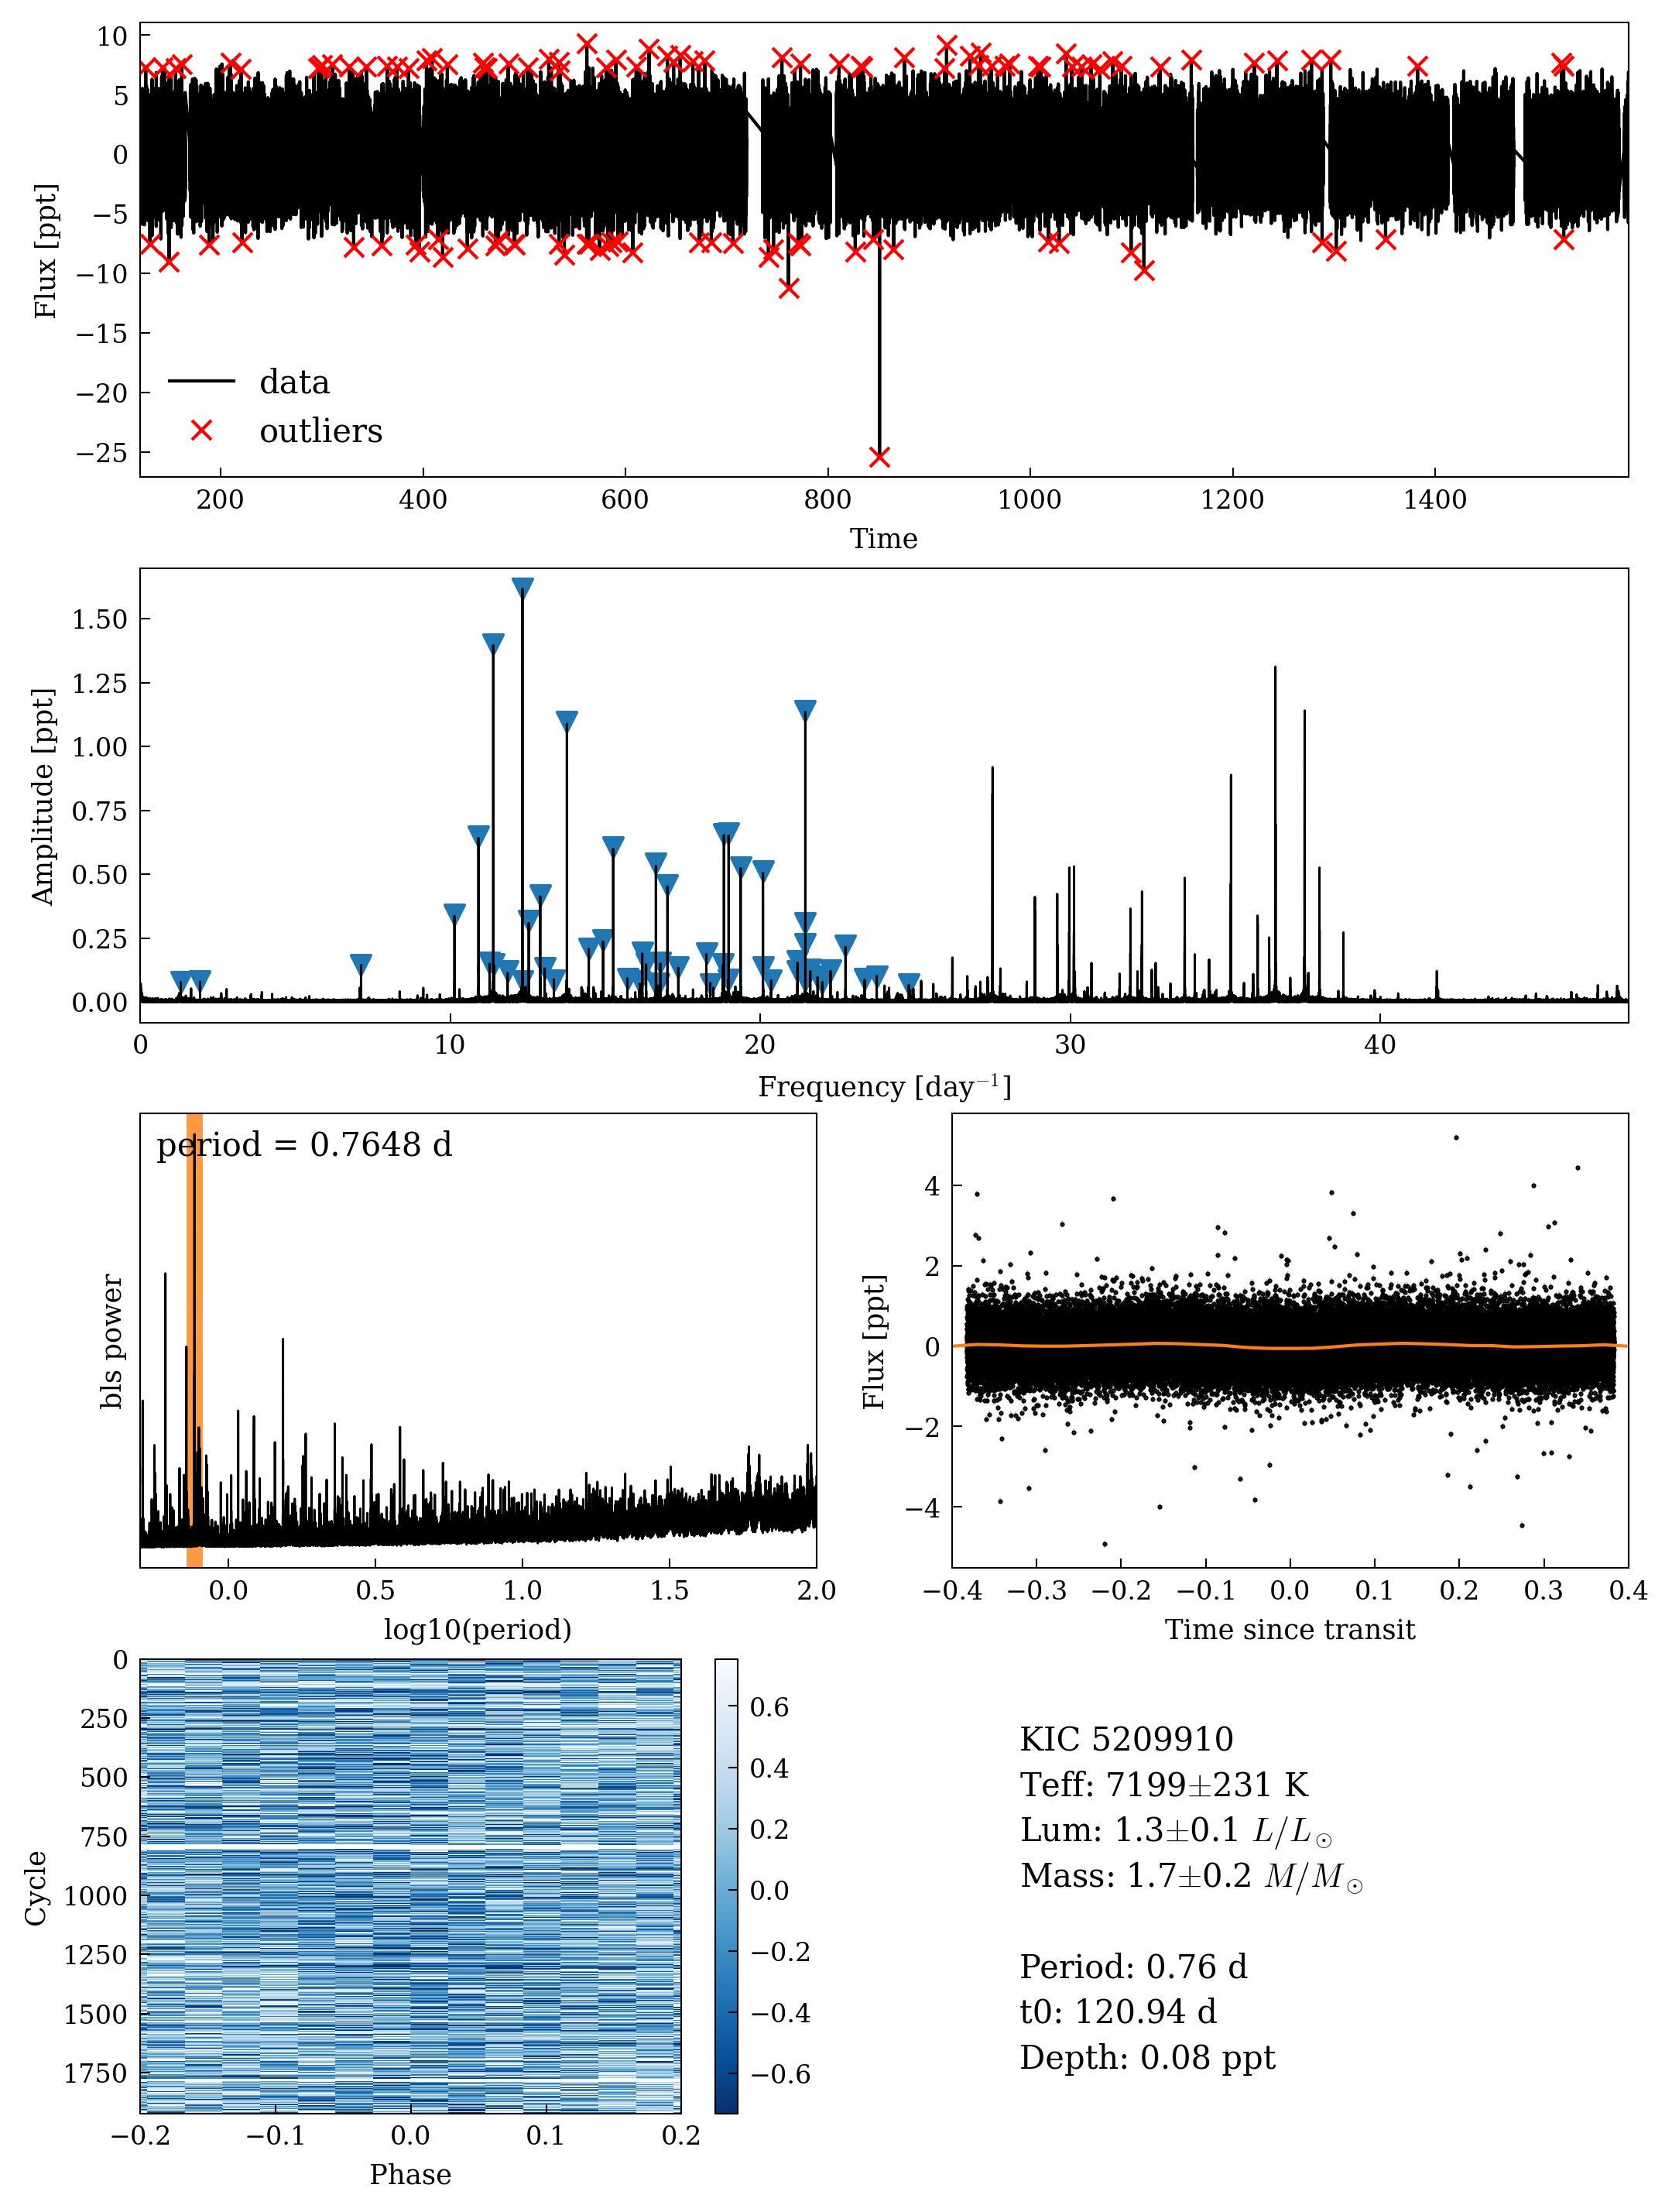 10
5
0
−5
−10
−15
−20
−25
Flux [ppt]
data
outliers
200 400 600 800 1000 1200 1400
Time
1.50
1.25
1.00
0.75
0.50
0.25
0.00
Amplitude [ppt]
0 10 20 30 40
Frequency [day⁻¹]
period = 0.7648 d
bls power
0.0 0.5 1.0 1.5 2.0
log10(period)
4
2
0
−2
−4
Flux [ppt]
−0.4 −0.3 −0.2 −0.1 0.0 0.1 0.2 0.3 0.4
Time since transit
0
250
500
750
1000
1250
1500
1750
Cycle
−0.2 −0.1 0.0 0.1 0.2
Phase
0.6
0.4
0.2
0.0
−0.2
−0.4
−0.6
KIC 5209910
Teff: 7199±231 K
Lum: 1.3±0.1 L/L☉
Mass: 1.7±0.2 M/M☉
Period: 0.76 d
t0: 120.94 d
Depth: 0.08 ppt